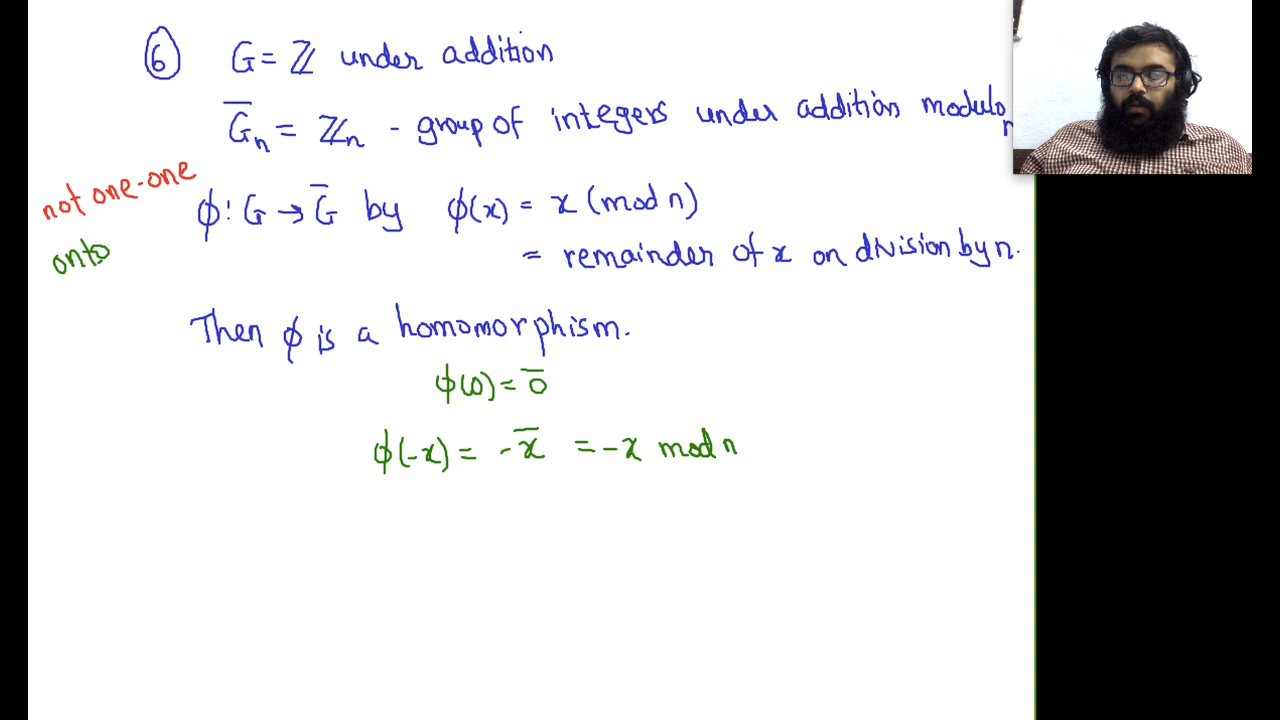 ⑥ G = ℤ under addition
G̅ₙ = ℤₙ - group of integers under addition modulo n
not one-one
ϕ: G → G̅ by ϕ(x) = x (mod n)
onto
= remainder of x on division by n.
Then ϕ is a homomorphism.
ϕ(0) = 0̅
ϕ(-x) = -x̅ = -x mod n